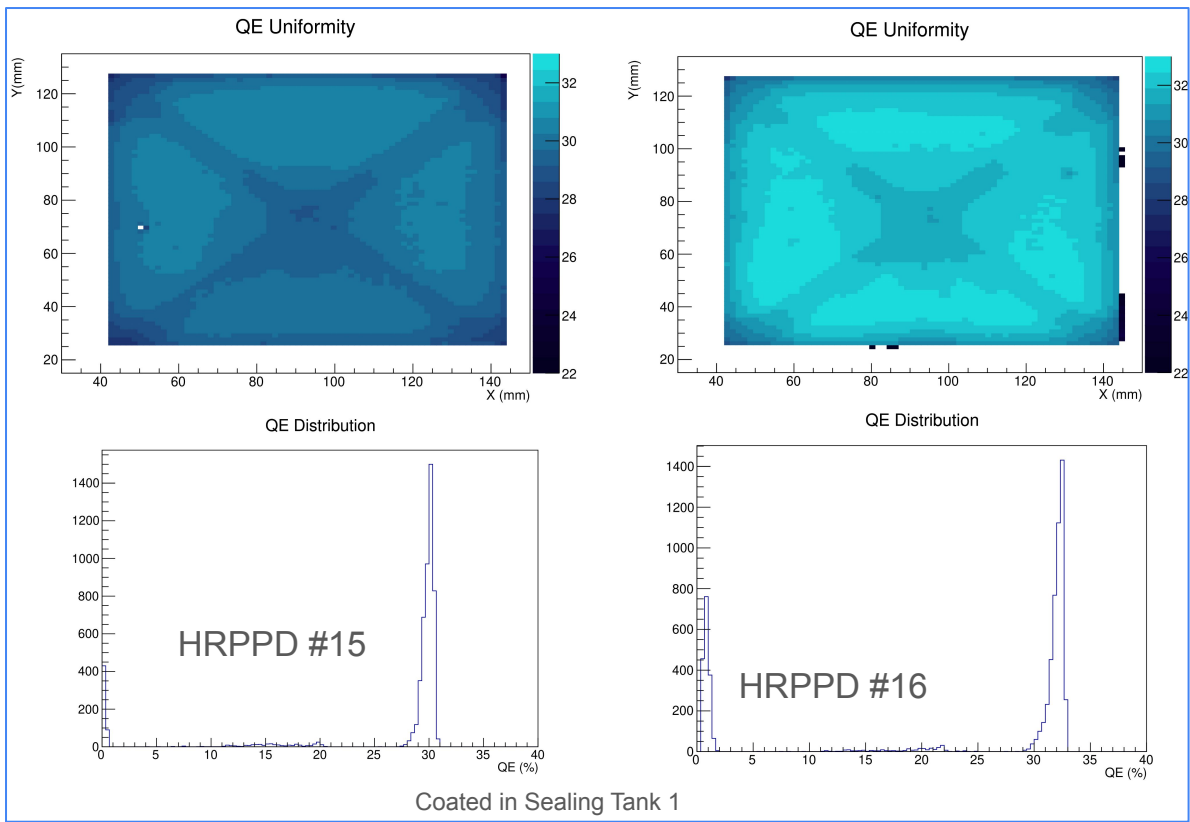 QE Uniformity
Y(mm)
120
100
80
60
40
20
40 60 80 100 120 140
X (mm)
32
30
28
26
24
22
QE Uniformity
Y(mm)
120
100
80
60
40
20
40 60 80 100 120 140
X (mm)
32
30
28
26
24
22
QE Distribution
1400
1200
1000
800
600
400
200
0
0 5 10 15 20 25 30 35 40
QE (%)
HRPPD #15
QE Distribution
1400
1200
1000
800
600
400
200
0
0 5 10 15 20 25 30 35 40
QE (%)
HRPPD #16
Coated in Sealing Tank 1